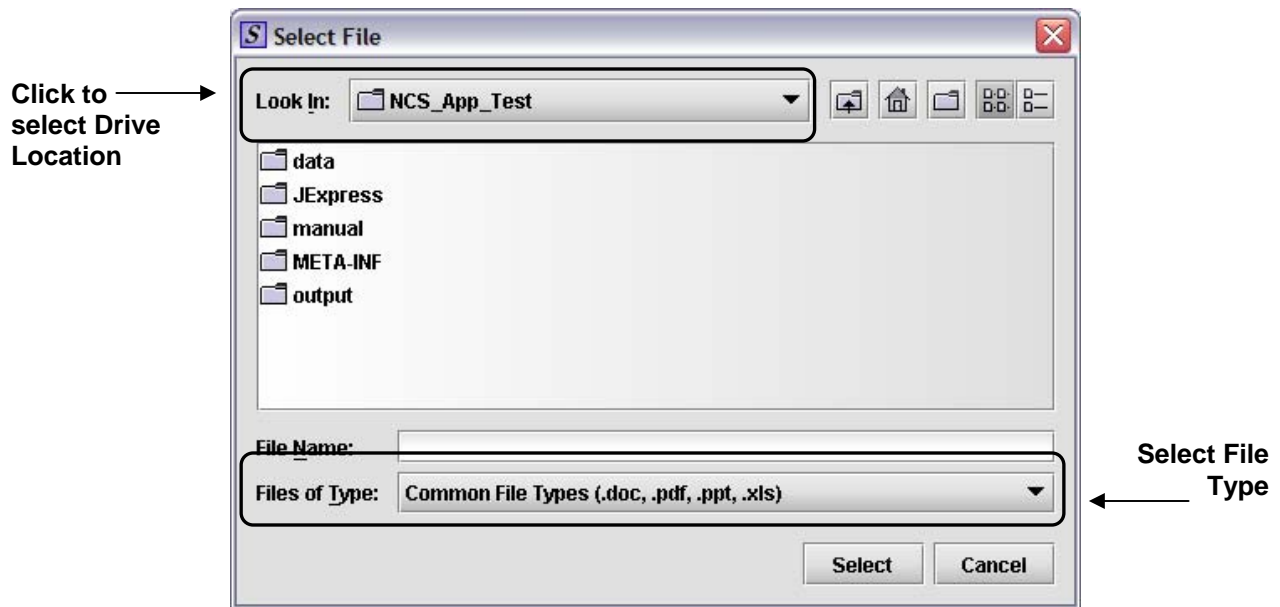 S Select File
Click to
select Drive
Location
Look In: NCS_App_Test
data
JExpress
manual
META-INF
output
File Name:
Files of Type: Common File Types (.doc, .pdf, .ppt, .xls)
Select File
Type
Select Cancel